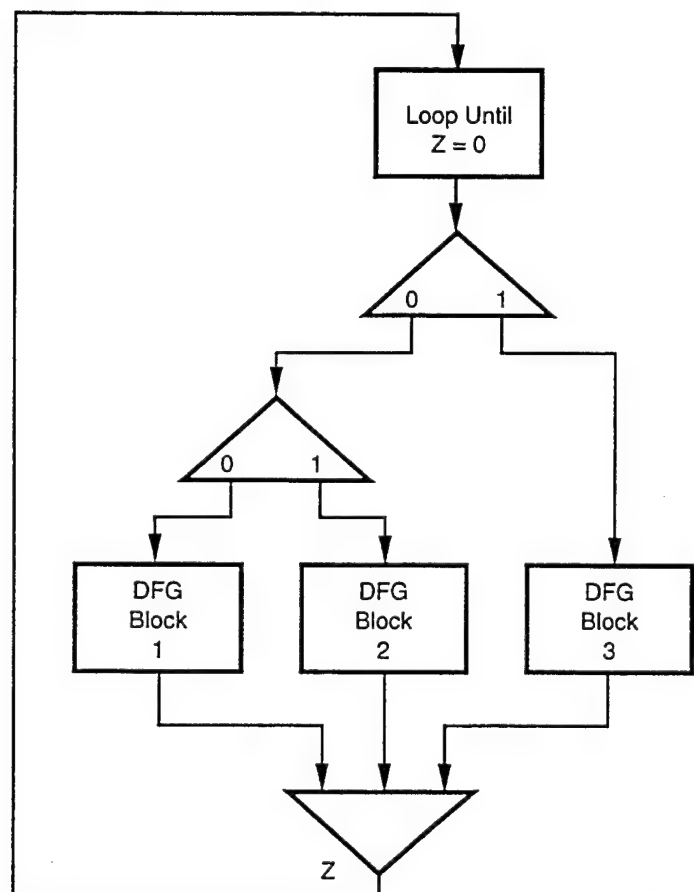 Loop Until
Z = 0
0 1
0 1
DFG
Block
1
DFG
Block
2
DFG
Block
3
Z